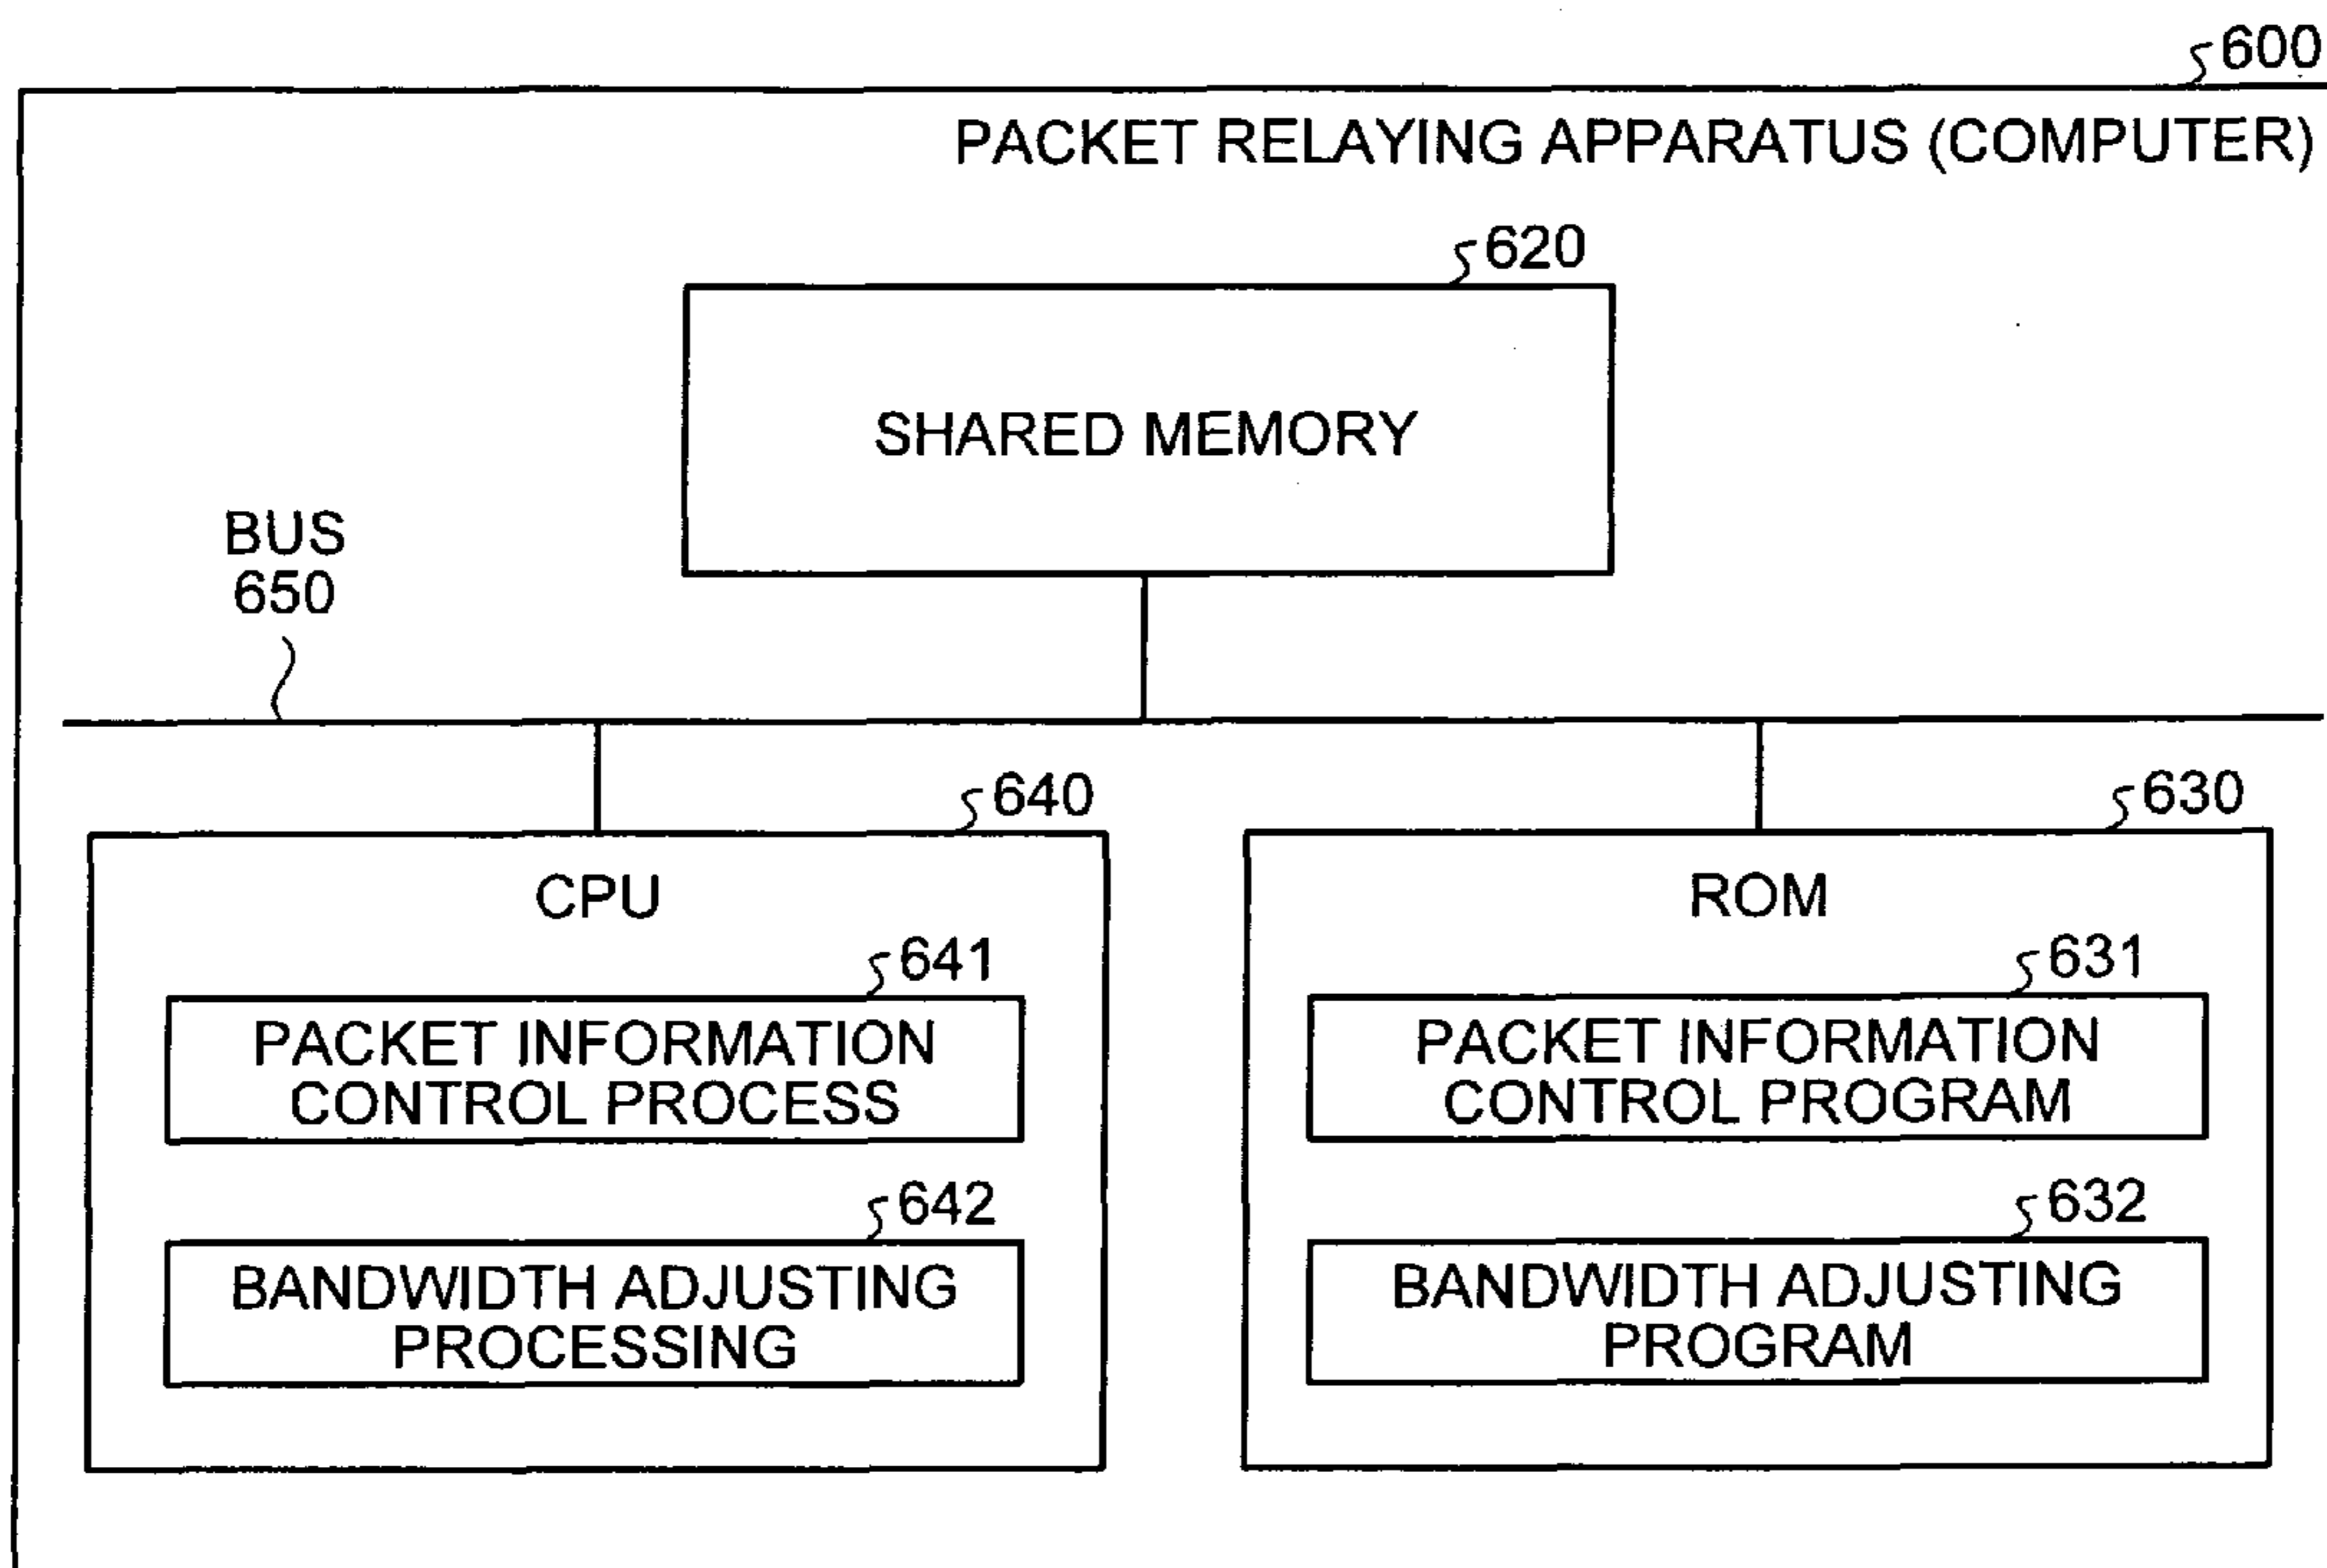 600
PACKET RELAYING APPARATUS (COMPUTER)
620
SHARED MEMORY
BUS
650
640
CPU
641
PACKET INFORMATION
CONTROL PROCESS
642
BANDWIDTH ADJUSTING
PROCESSING
630
ROM
631
PACKET INFORMATION
CONTROL PROGRAM
632
BANDWIDTH ADJUSTING
PROGRAM